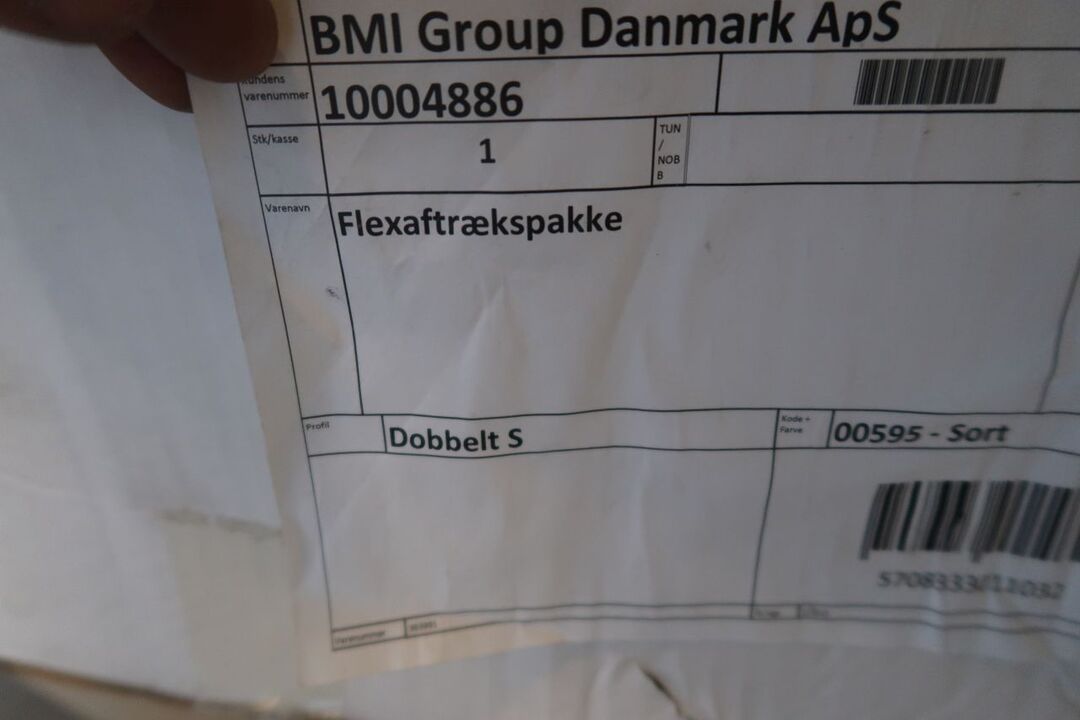 BMI Group Danmark ApS
Kundens
varenummer
10004886
Stk/kasse
1
TUN
/
NOB
B
Varenavn
Flexaftrækspakke
Profil
Dobbelt S
Kode +
Farve
00595 - Sort
Varenummer